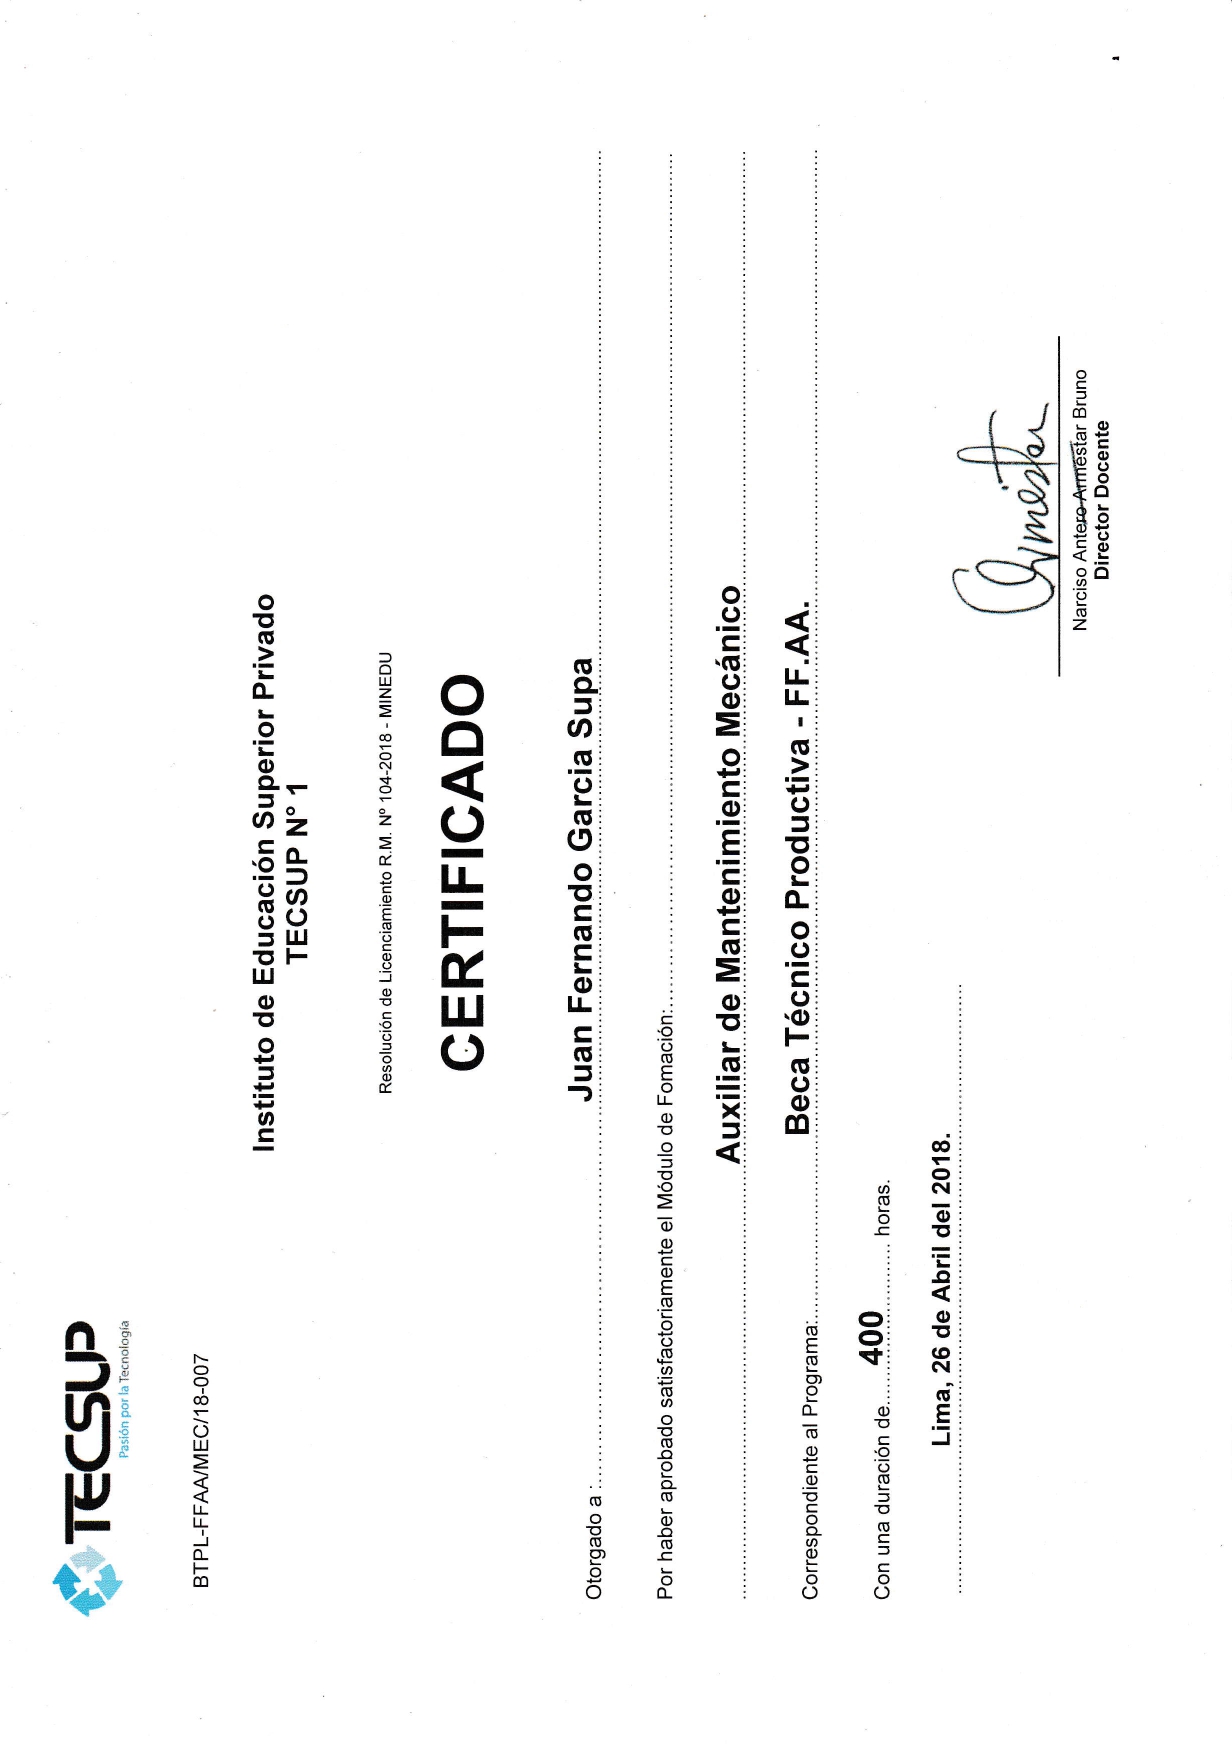 TECSUP
Pasión por la Tecnología
BTPL-FFAA/MEC/18-007
Instituto de Educación Superior Privado
TECSUP N° 1
Resolución de Licenciamiento R.M. Nº 104-2018 - MINEDU
CERTIFICADO
Otorgado a :..........Juan Fernando Garcia Supa..........
Por haber aprobado satisfactoriamente el Módulo de Fomación:..........
Auxiliar de Mantenimiento Mecánico
Correspondiente al Programa:..........Beca Técnico Productiva - FF.AA.
Con una duración de.....400.......... horas.
Lima, 26 de Abril del 2018.
Armestar
Narciso Antero Armestar Bruno
Director Docente